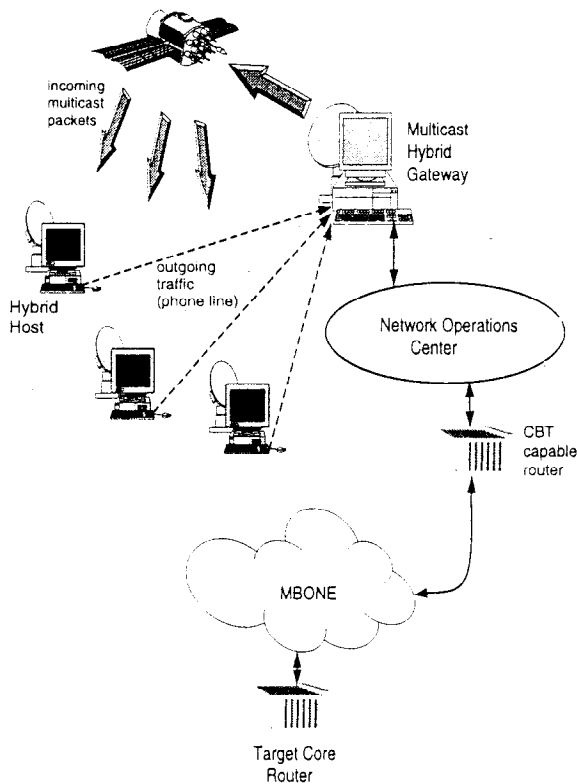 incoming
multicast
packets
Multicast
Hybrid
Gateway
Hybrid
Host
outgoing
traffic
(phone line)
Network Operations
Center
CBT
capable
router
MBONE
Target Core
Router